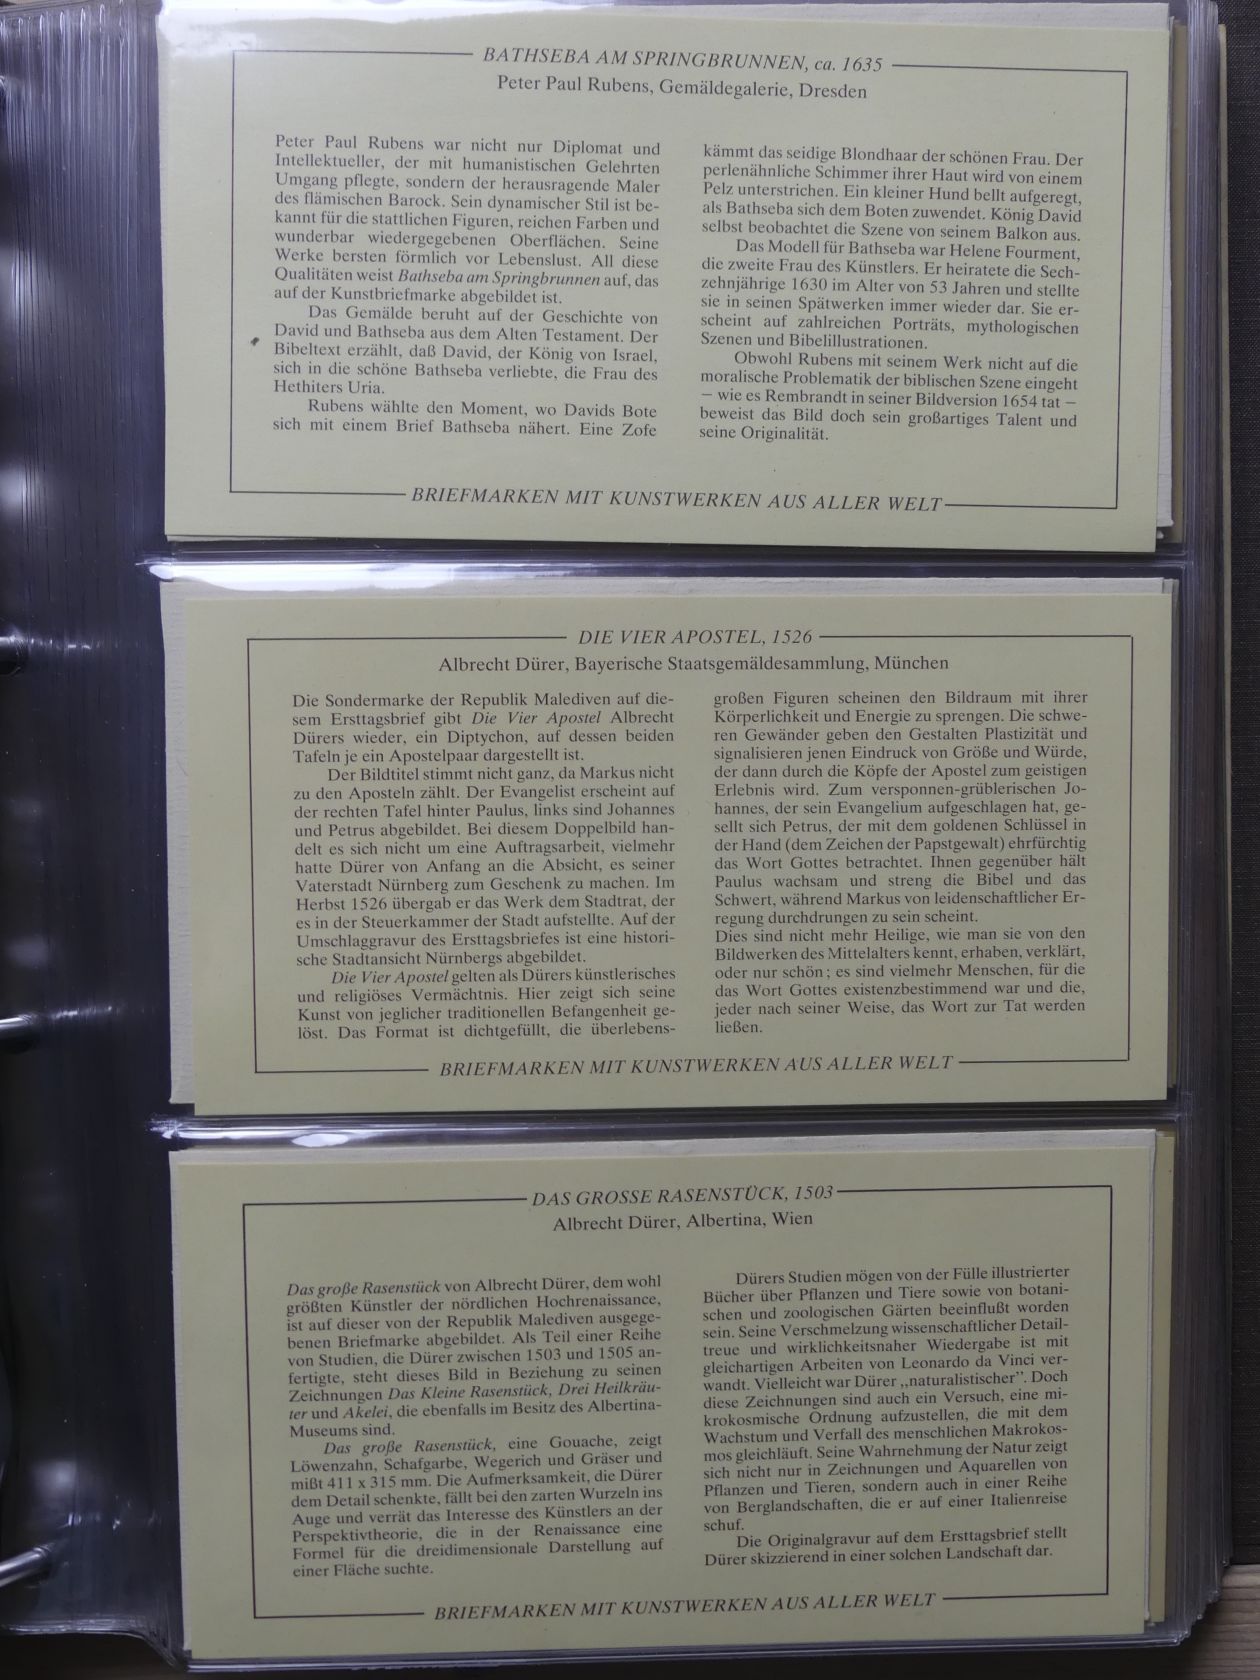 BATHSEBA AM SPRINGBRUNNEN, ca. 1635
Peter Paul Rubens, Gemäldegalerie, Dresden
Peter Paul Rubens war nicht nur Diplomat und
Intellektueller, der mit humanistischen Gelehrten
Umgang pflegte, sondern der herausragende Maler
des flämischen Barock. Sein dynamischer Stil ist be-
kannt für die stattlichen Figuren, reichen Farben und
wunderbar wiedergegebenen Oberflächen. Seine
Werke bersten förmlich vor Lebenslust. All diese
Qualitäten weist Bathseba am Springbrunnen auf, das
auf der Kunstbriefmarke abgebildet ist.
Das Gemälde beruht auf der Geschichte von
David und Bathseba aus dem Alten Testament. Der
Bibeltext erzählt, daß David, der König von Israel,
sich in die schöne Bathseba verliebte, die Frau des
Hethiters Uria.
Rubens wählte den Moment, wo Davids Bote
sich mit einem Brief Bathseba nähert. Eine Zofe
kämmt das seidige Blondhaar der schönen Frau. Der
perlenähnliche Schimmer ihrer Haut wird von einem
Pelz unterstrichen. Ein kleiner Hund bellt aufgeregt,
als Bathseba sich dem Boten zuwendet. König David
selbst beobachtet die Szene von seinem Balkon aus.
Das Modell für Bathseba war Helene Fourment,
die zweite Frau des Künstlers. Er heiratete die Sech-
zehnjährige 1630 im Alter von 53 Jahren und stellte
sie in seinen Spätwerken immer wieder dar. Sie er-
scheint auf zahlreichen Porträts, mythologischen
Szenen und Bibelillustrationen.
Obwohl Rubens mit seinem Werk nicht auf die
moralische Problematik der biblischen Szene eingeht
– wie es Rembrandt in seiner Bildversion 1654 tat –
beweist das Bild doch sein großartiges Talent und
seine Originalität.
BRIEFMARKEN MIT KUNSTWERKEN AUS ALLER WELT
DIE VIER APOSTEL, 1526
Albrecht Dürer, Bayerische Staatsgemäldesammlung, München
Die Sondermarke der Republik Malediven auf die-
sem Ersttagsbrief gibt Die Vier Apostel Albrecht
Dürers wieder, ein Diptychon, auf dessen beiden
Tafeln je ein Apostelpaar dargestellt ist.
Der Bildtitel stimmt nicht ganz, da Markus nicht
zu den Aposteln zählt. Der Evangelist erscheint auf
der rechten Tafel hinter Paulus, links sind Johannes
und Petrus abgebildet. Bei diesem Doppelbild han-
delt es sich nicht um eine Auftragsarbeit, vielmehr
hatte Dürer von Anfang an die Absicht, es seiner
Vaterstadt Nürnberg zum Geschenk zu machen. Im
Herbst 1526 übergab er das Werk dem Stadtrat, der
es in der Steuerkammer der Stadt aufstellte. Auf der
Umschlaggravur des Ersttagsbriefes ist eine histori-
sche Stadtansicht Nürnbergs abgebildet.
Die Vier Apostel gelten als Dürers künstlerisches
und religiöses Vermächtnis. Hier zeigt sich seine
Kunst von jeglicher traditionellen Befangenheit ge-
löst. Das Format ist dichtgefüllt, die überlebens-
großen Figuren scheinen den Bildraum mit ihrer
Körperlichkeit und Energie zu sprengen. Die schwe-
ren Gewänder geben den Gestalten Plastizität und
signalisieren jenen Eindruck von Größe und Würde,
der dann durch die Köpfe der Apostel zum geistigen
Erlebnis wird. Zum versponnen-grüblerischen Jo-
hannes, der sein Evangelium aufgeschlagen hat, ge-
sellt sich Petrus, der mit dem goldenen Schlüssel in
der Hand (dem Zeichen der Papstgewalt) ehrfürchtig
das Wort Gottes betrachtet. Ihnen gegenüber hält
Paulus wachsam und streng die Bibel und das
Schwert, während Markus von leidenschaftlicher Er-
regung durchdrungen zu sein scheint.
Dies sind nicht mehr Heilige, wie man sie von den
Bildwerken des Mittelalters kennt, erhaben, verklärt,
oder nur schön; es sind vielmehr Menschen, für die
das Wort Gottes existenzbestimmend war und die,
jeder nach seiner Weise, das Wort zur Tat werden
ließen.
BRIEFMARKEN MIT KUNSTWERKEN AUS ALLER WELT
DAS GROSSE RASENSTÜCK, 1503
Albrecht Dürer, Albertina, Wien
Das große Rasenstück von Albrecht Dürer, dem wohl
größten Künstler der nördlichen Hochrenaissance,
ist auf dieser von der Republik Malediven ausgege-
benen Briefmarke abgebildet. Als Teil einer Reihe
von Studien, die Dürer zwischen 1503 und 1505 an-
fertigte, steht dieses Bild in Beziehung zu seinen
Zeichnungen Das Kleine Rasenstück, Drei Heilkräu-
ter und Akelei, die ebenfalls im Besitz des Albertina-
Museums sind.
Das große Rasenstück, eine Gouache, zeigt
Löwenzahn, Schafgarbe, Wegerich und Gräser und
mißt 411 x 315 mm. Die Aufmerksamkeit, die Dürer
dem Detail schenkte, fällt bei den zarten Wurzeln ins
Auge und verrät das Interesse des Künstlers an der
Perspektivtheorie, die in der Renaissance eine
Formel für die dreidimensionale Darstellung auf
einer Fläche suchte.
Dürers Studien mögen von der Fülle illustrierter
Bücher über Pflanzen und Tiere sowie von botani-
schen und zoologischen Gärten beeinflußt worden
sein. Seine Verschmelzung wissenschaftlicher Detail-
treue und wirklichkeitsnaher Wiedergabe ist mit
gleichartigen Arbeiten von Leonardo da Vinci ver-
wandt. Vielleicht war Dürer „naturalistischer”. Doch
diese Zeichnungen sind auch ein Versuch, eine mi-
krokosmische Ordnung aufzustellen, die mit dem
Wachstum und Verfall des menschlichen Makrokos-
mos gleichläuft. Seine Wahrnehmung der Natur zeigt
sich nicht nur in Zeichnungen und Aquarellen von
Pflanzen und Tieren, sondern auch in einer Reihe
von Berglandschaften, die er auf einer Italienreise
schuf.
Die Originalgravur auf dem Ersttagsbrief stellt
Dürer skizzierend in einer solchen Landschaft dar.
BRIEFMARKEN MIT KUNSTWERKEN AUS ALLER WELT